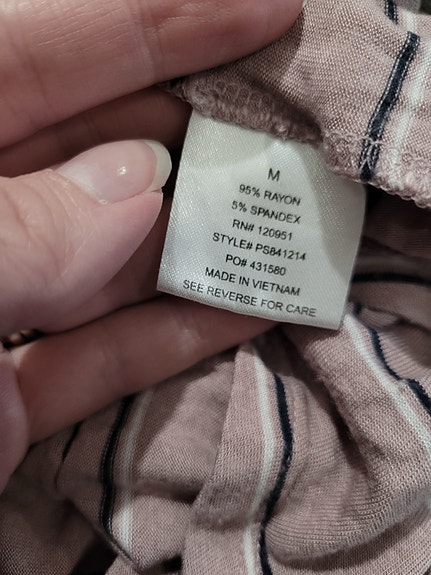 M
95% RAYON
5% SPANDEX
RN# 120951
STYLE# PS841214
PO# 431580
MADE IN VIETNAM
SEE REVERSE FOR CARE